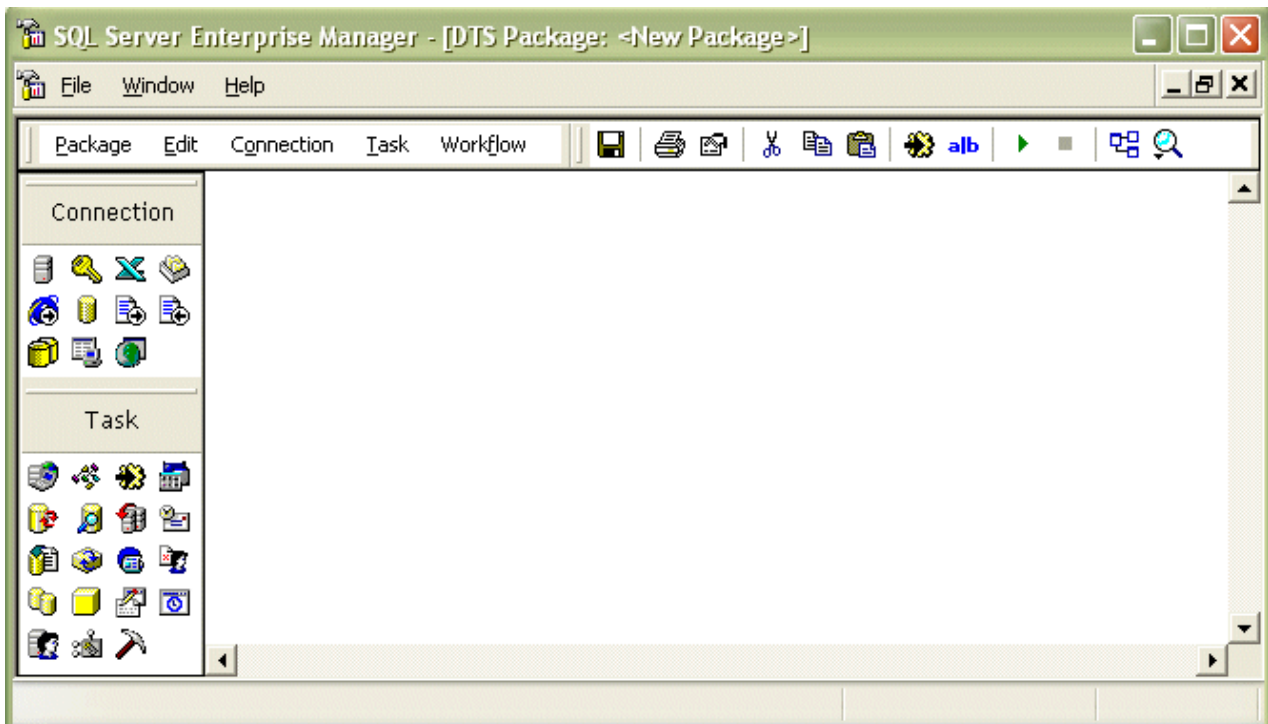 SQL Server Enterprise Manager - [DTS Package: <New Package>]
File Window Help
Package Edit Connection Task Workflow alb
Connection
Task